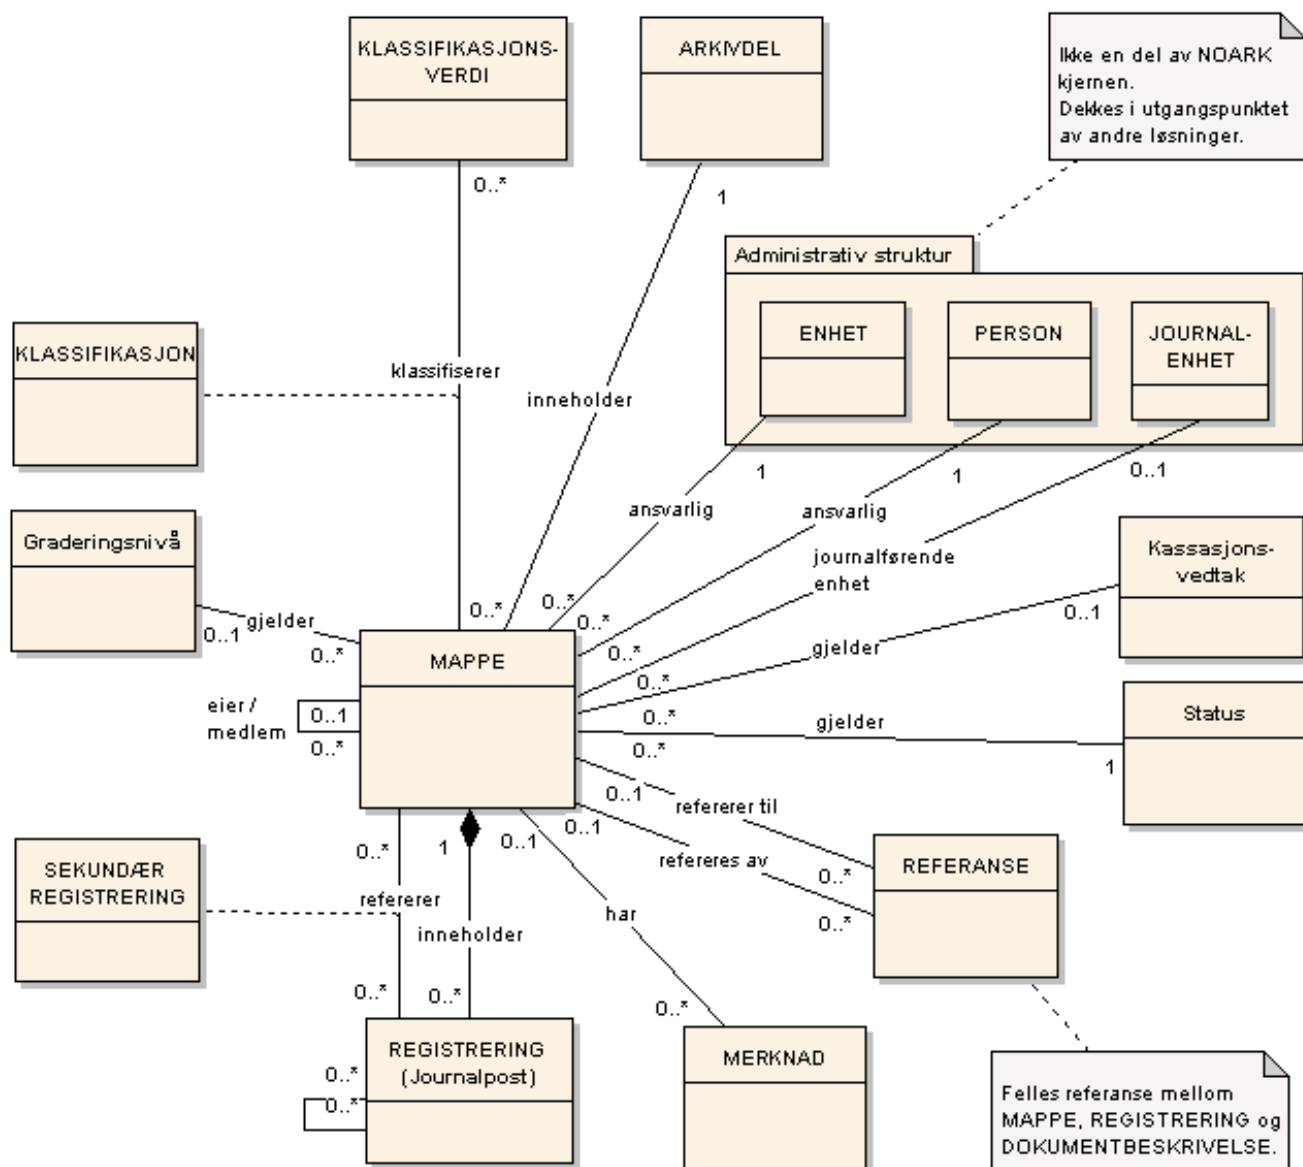 KLASSIFIKASJONS-
VERDI
ARKIVDEL
Ikke en del av NOARK
kjernen.
Dekkes i utgangspunktet
av andre løsninger.
0..*
1
Administrativ struktur
ENHET
PERSON
JOURNAL-
ENHET
KLASSIFIKASJON
klassifiserer
inneholder
1
1
0..1
ansvarlig
ansvarlig
journalførende
enhet
Graderingsnivå
Kassasjons-
vedtak
0..1
gjelder
0..*
0..*
0..*
0..*
0..*
0..*
0..*
0..1
gjelder
MAPPE
eier /
medlem
0..1
0..*
0..*
0..*
gjelder
1
Status
0..1
refererer til
0..*
0..1
refereres av
0..*
REFERANSE
SEKUNDÆR
REGISTRERING
0..*
refererer
0..*
1
inneholder
0..*
0..1
har
0..*
REGISTRERING
(Journalpost)
0..*
0..*
MERKNAD
Felles referanse mellom
MAPPE, REGISTRERING og
DOKUMENTBESKRIVELSE.